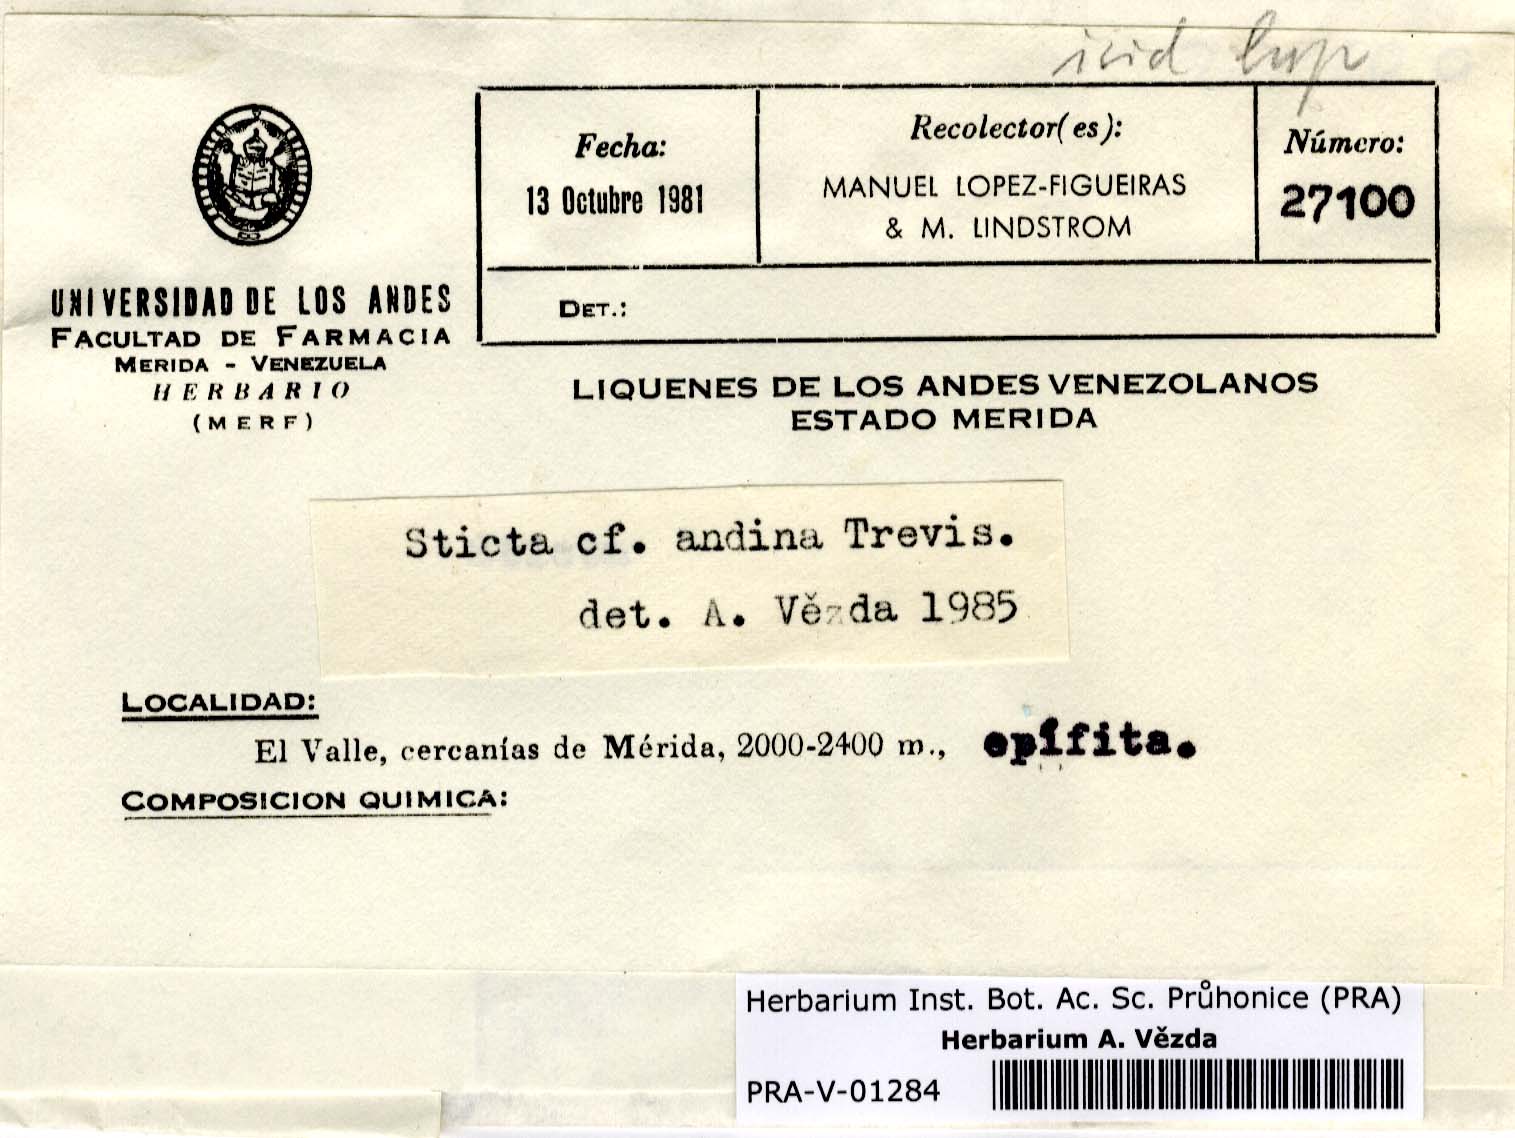 Fecha:
13 Octubre 1981
Recolector(es):
MANUEL LOPEZ-FIGUEIRAS
& M. LINDSTROM
Número:
27100
DET.:
UNIVERSIDAD DE LOS ANDES
FACULTAD DE FARMACIA
MERIDA - VENEZUELA
HERBARIO
(MERF)
LIQUENES DE LOS ANDES VENEZOLANOS
ESTADO MERIDA
Sticta cf. andina Trevis.
det. A. Vězda 1985
LOCALIDAD:
El Valle, cercanías de Mérida, 2000-2400 m., epífita.
COMPOSICION QUIMICA:
Herbarium Inst. Bot. Ac. Sc. Průhonice (PRA)
Herbarium A. Vězda
PRA-V-01284